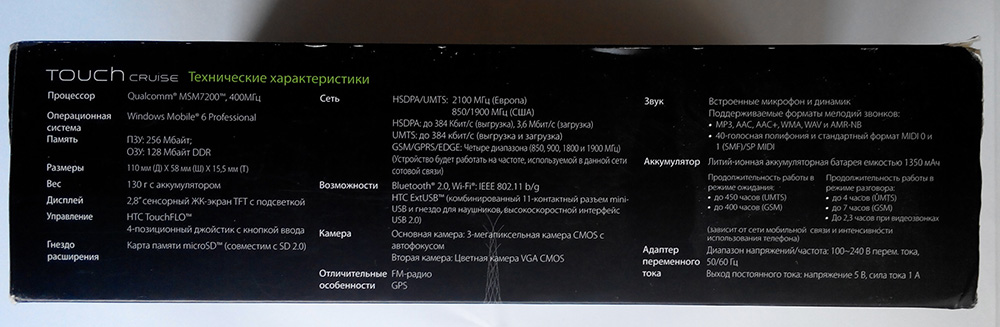 TOUCH CRUISE Технические характеристики
Процессор Qualcomm® MSM7200™, 400МГц
Операционная система Windows Mobile® 6 Professional
Память ПЗУ: 256 Мбайт;
ОЗУ: 128 Мбайт DDR
Размеры 110 мм (Д) X 58 мм (Ш) X 15,5 мм (Т)
Вес 130 г с аккумулятором
Дисплей 2,8" сенсорный ЖК-экран TFT с подсветкой
Управление HTC TouchFLO™
4-позиционный джойстик с кнопкой ввода
Гнездо расширения Карта памяти microSD™ (совместим с SD 2.0)
Сеть HSDPA/UMTS: 2100 МГц (Европа)
850/1900 МГц (США)
HSDPA: до 384 Кбит/с (выгрузка), 3,6 Мбит/с (загрузка)
UMTS: до 384 кбит/с (выгрузка и загрузка)
GSM/GPRS/EDGE: Четыре диапазона (850, 900, 1800 и 1900 МГц)
(Устройство будет работать на частоте, используемой в данной сети
сотовой связи)
Возможности Bluetooth® 2.0, Wi-Fi®: IEEE 802.11 b/g
HTC ExtUSB™ (комбинированный 11-контактный разъем mini-
USB и гнездо для наушников, высокоскоростной интерфейс
USB 2.0)
Камера Основная камера: 3-мегапиксельная камера CMOS с
автофокусом
Вторая камера: Цветная камера VGA CMOS
Отличительные особенности FM-радио
GPS
Звук Встроенные микрофон и динамик
Поддерживаемые форматы мелодий звонков:
• MP3, AAC, AAC+, WMA, WAV и AMR-NB
• 40-голосная полифония и стандартный формат MIDI 0 и
1 (SMF)/SP MIDI
Аккумулятор Литий-ионная аккумуляторная батарея емкостью 1350 мАч
Продолжительность работы в
режиме ожидания:
• до 450 часов (UMTS)
• до 400 часов (GSM)
Продолжительность работы в
режиме разговора:
• до 4 часов (UMTS)
• до 7 часов (GSM)
• До 2,3 часов при видеозвонках
(зависит от сети мобильной связи и интенсивности
использования телефона)
Адаптер переменного тока Диапазон напряжений/частота: 100~240 В перем. тока,
50/60 Гц
Выход постоянного тока: напряжение 5 В, сила тока 1 А